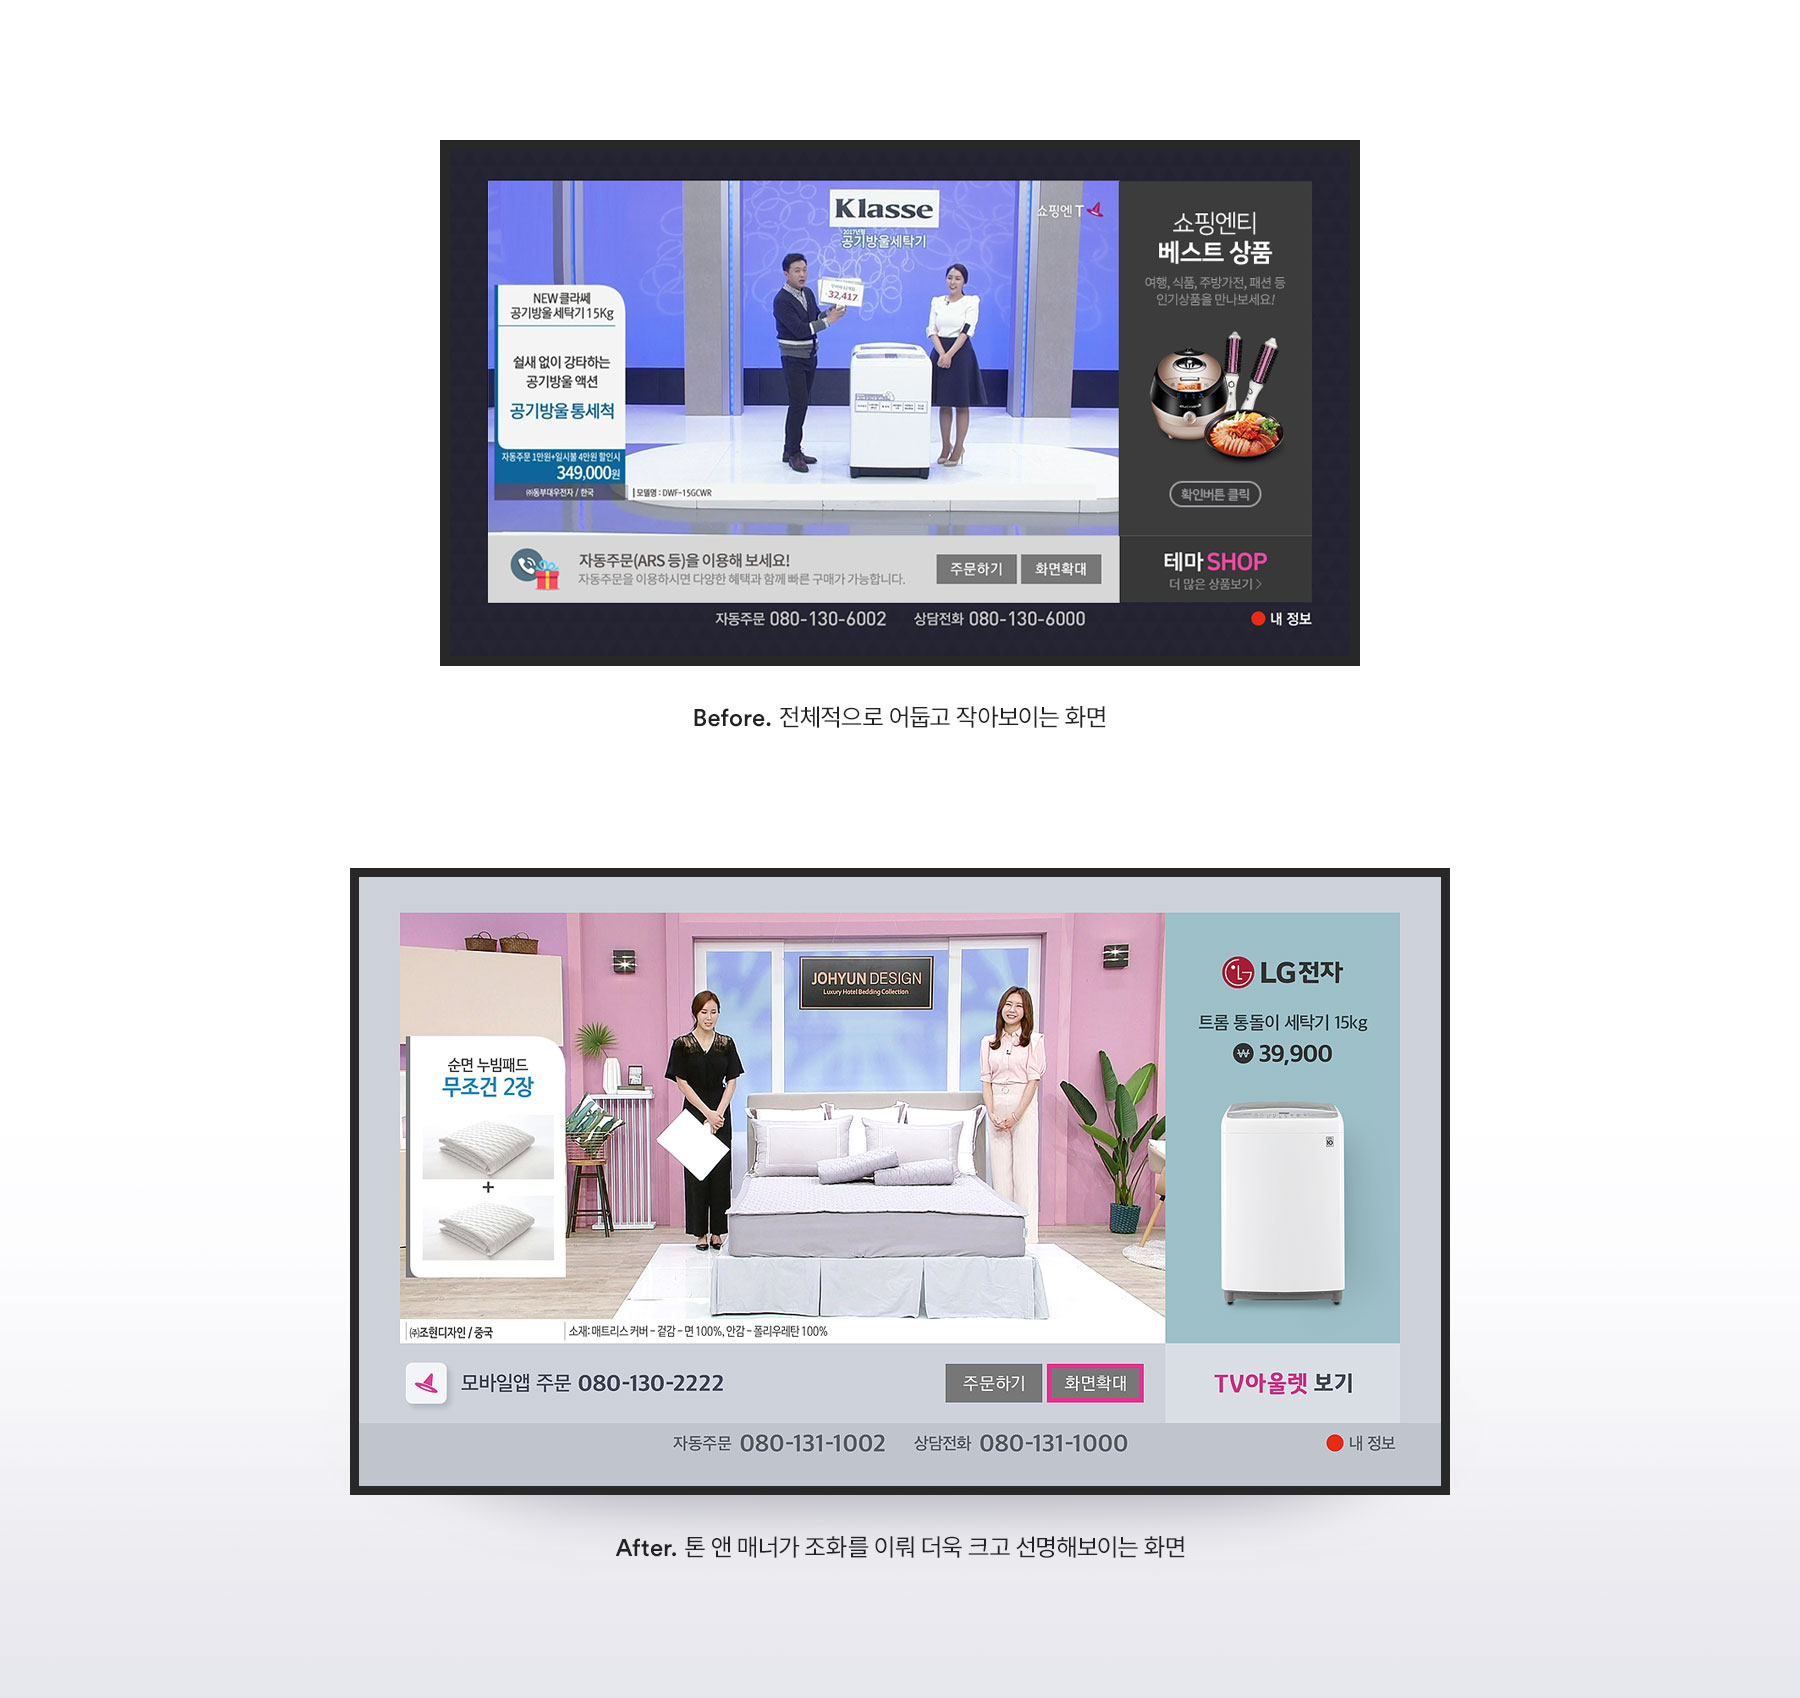 Klasse
2017년형
공기방울세탁기
쇼핑엔T
32,417
NEW 클라쎄
공기방울 세탁기 15Kg
쉴새 없이 강타하는
공기방울 액션
공기방울 통세척
자동주문 1만원+일시불 4만원 할인시
349,000원
㈜동부대우전자 / 한국
모델명 : DWF-15GCWR
쇼핑엔티
베스트 상품
여행, 식품, 주방가전, 패션 등
인기상품을 만나보세요!
확인버튼 클릭
자동주문(ARS 등)을 이용해 보세요!
자동주문을 이용하시면 다양한 혜택과 함께 빠른 구매가 가능합니다.
주문하기
화면확대
테마 SHOP
더 많은 상품보기 >
자동주문 080-130-6002
상담전화 080-130-6000
내 정보
Before. 전체적으로 어둡고 작아보이는 화면
JOHYUN DESIGN
Luxury Hotel Bedding Collection
순면 누빔패드
무조건 2장
+
㈜조현디자인 / 중국
소재: 매트리스 커버 - 겉감 - 면 100%, 안감 - 폴리우레탄 100%
LG전자
트롬 통돌이 세탁기 15kg
₩ 39,900
모바일앱 주문 080-130-2222
주문하기
화면확대
TV아울렛 보기
자동주문 080-131-1002
상담전화 080-131-1000
내 정보
After. 톤 앤 매너가 조화를 이뤄 더욱 크고 선명해보이는 화면